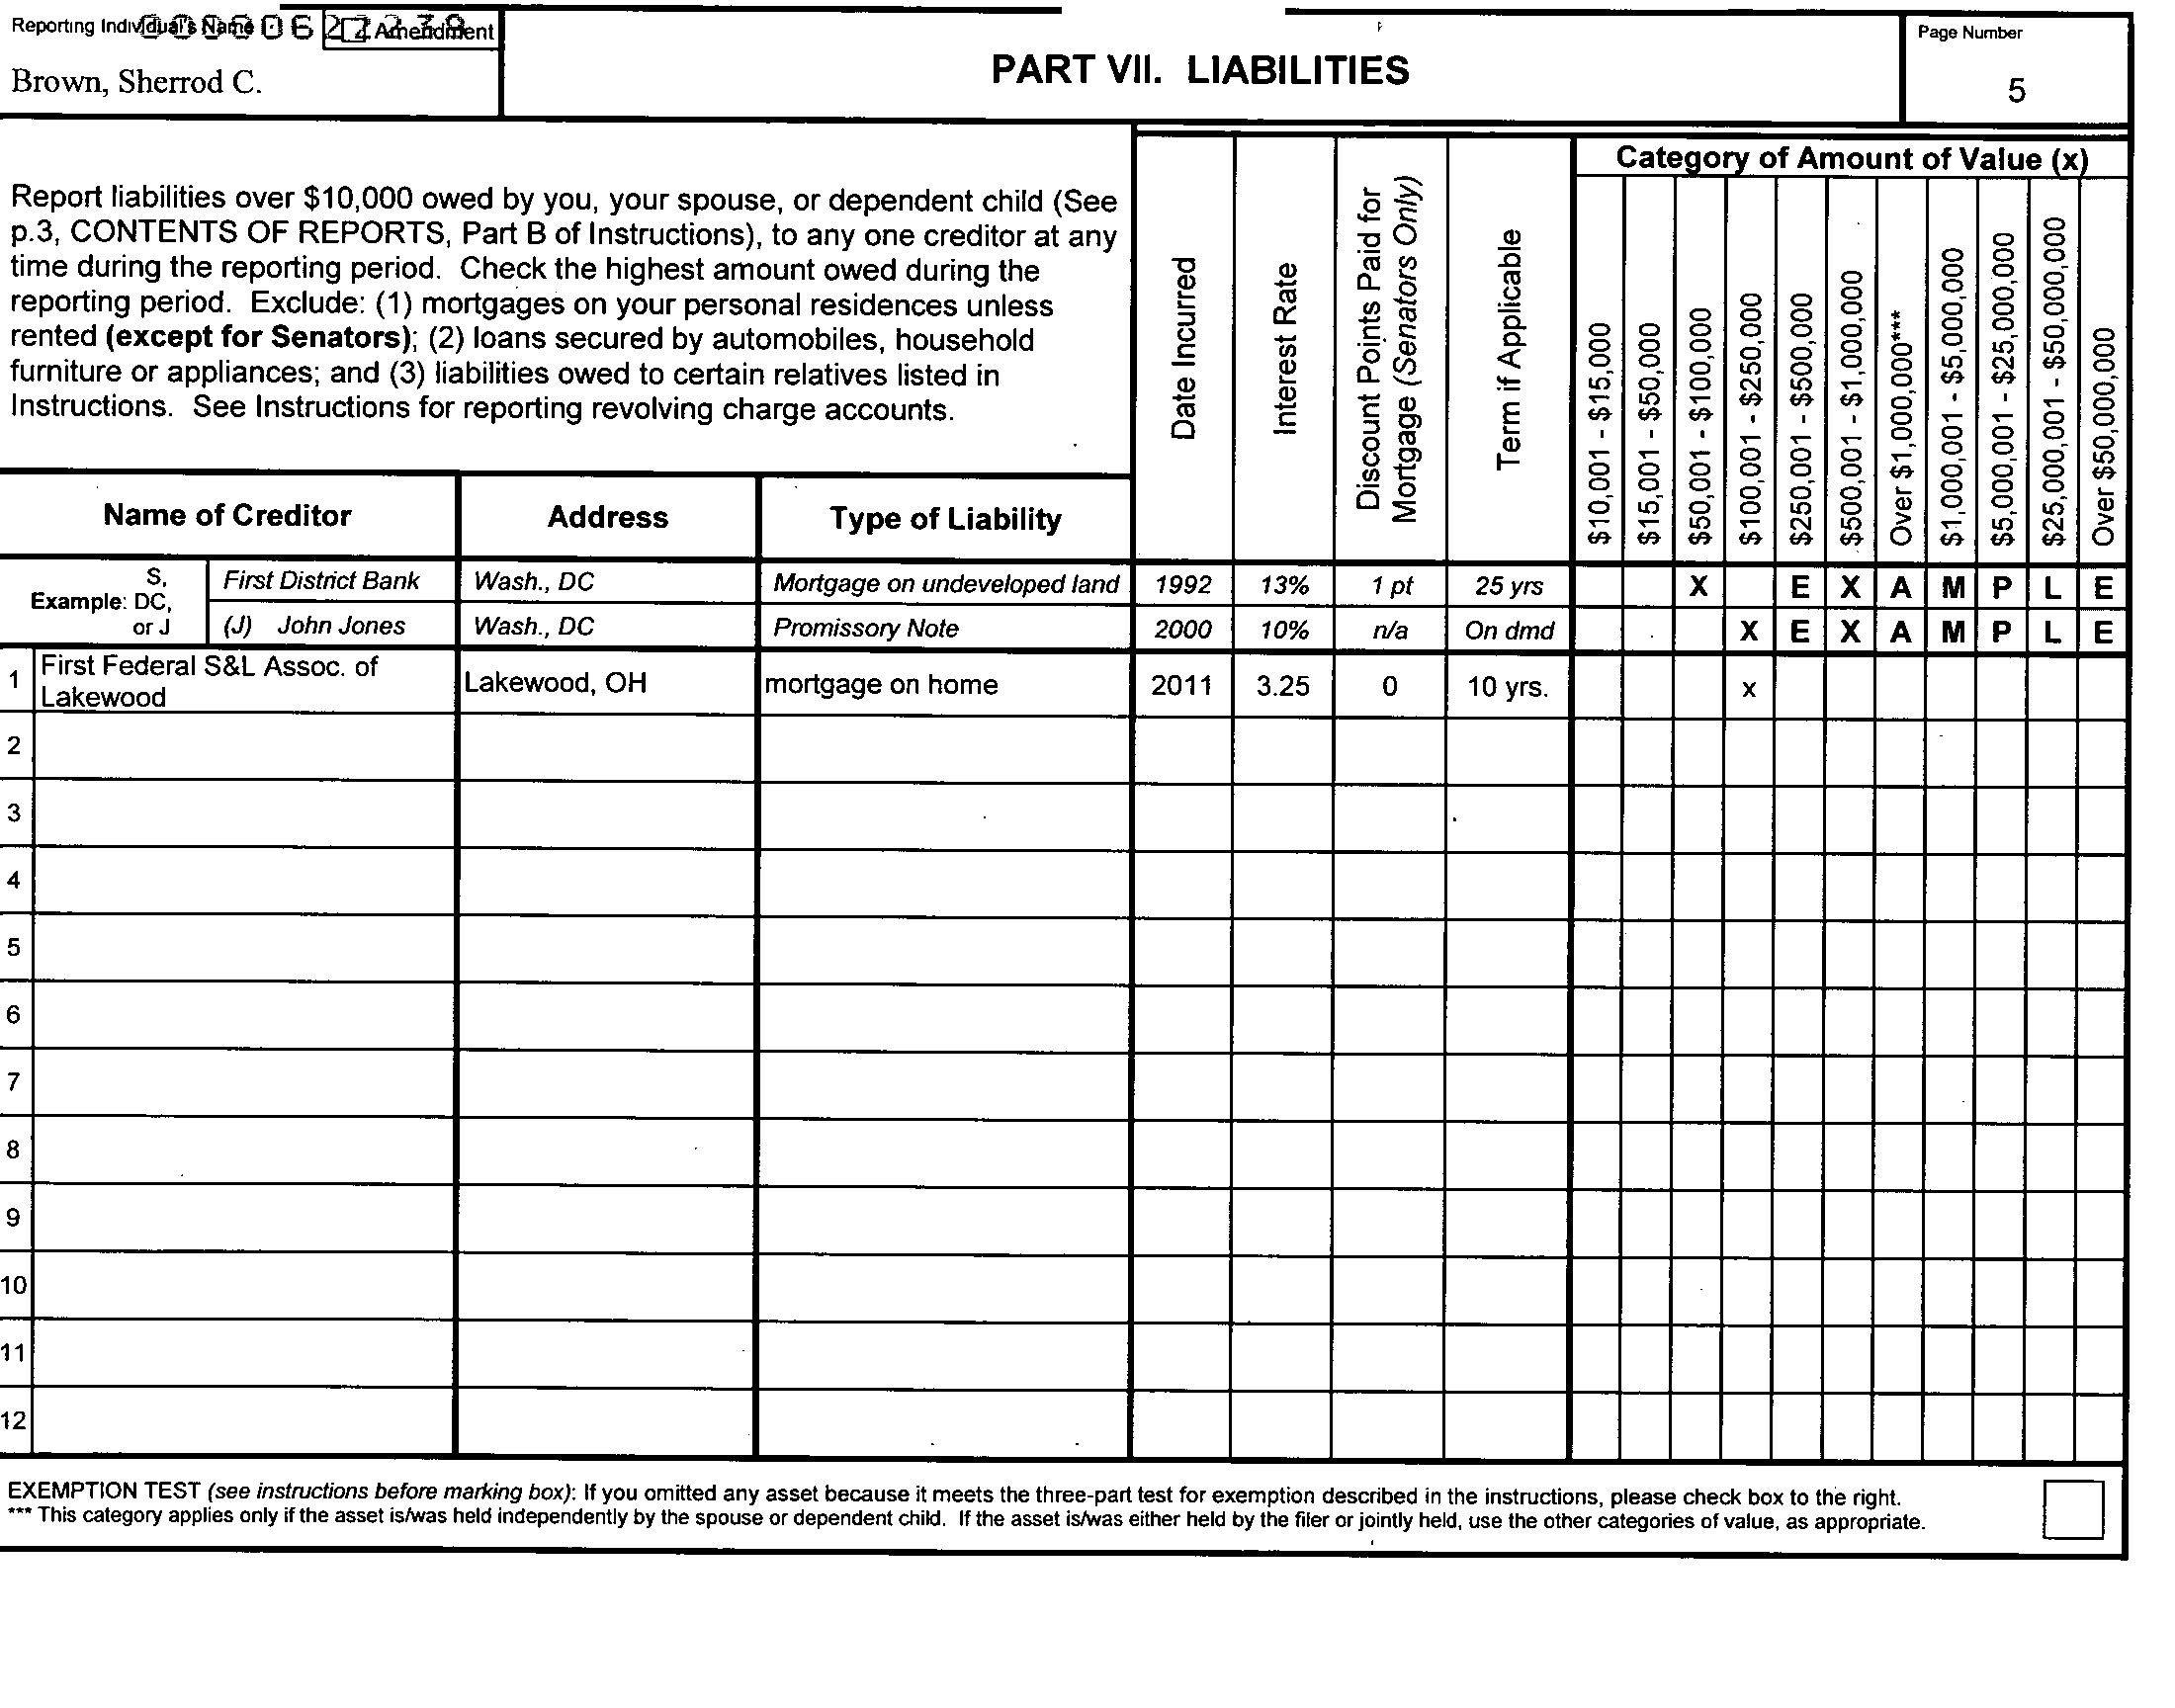 Reporting Individual's Name
Amendment
Brown, Sherrod C.
PART VII. LIABILITIES
Page Number
5
Report liabilities over $10,000 owed by you, your spouse, or dependent child (See
p.3, CONTENTS OF REPORTS, Part B of Instructions), to any one creditor at any
time during the reporting period. Check the highest amount owed during the
reporting period. Exclude: (1) mortgages on your personal residences unless
rented (except for Senators); (2) loans secured by automobiles, household
furniture or appliances; and (3) liabilities owed to certain relatives listed in
Instructions. See Instructions for reporting revolving charge accounts.
Date Incurred
Interest Rate
Discount Points Paid for
Mortgage (Senators Only)
Term if Applicable
Category of Amount of Value (x)
$10,001 - $15,000
$15,001 - $50,000
$50,001 - $100,000
$100,001 - $250,000
$250,001 - $500,000
$500,001 - $1,000,000
Over $1,000,000***
$1,000,001 - $5,000,000
$5,000,001 - $25,000,000
$25,000,001 - $50,000,000
Over $50,000,000
Name of Creditor Address Type of Liability
Example: S, DC, or J
First District Bank Wash., DC Mortgage on undeveloped land 1992 13% 1 pt 25 yrs X E X A M P L E
(J) John Jones Wash., DC Promissory Note 2000 10% n/a On dmd X E X A M P L E
1 First Federal S&L Assoc. of
Lakewood Lakewood, OH mortgage on home 2011 3.25 0 10 yrs. x
2
3
4
5
6
7
8
9
10
11
12
EXEMPTION TEST (see instructions before marking box): If you omitted any asset because it meets the three-part test for exemption described in the instructions, please check box to the right.
*** This category applies only if the asset is/was held independently by the spouse or dependent child. If the asset is/was either held by the filer or jointly held, use the other categories of value, as appropriate.